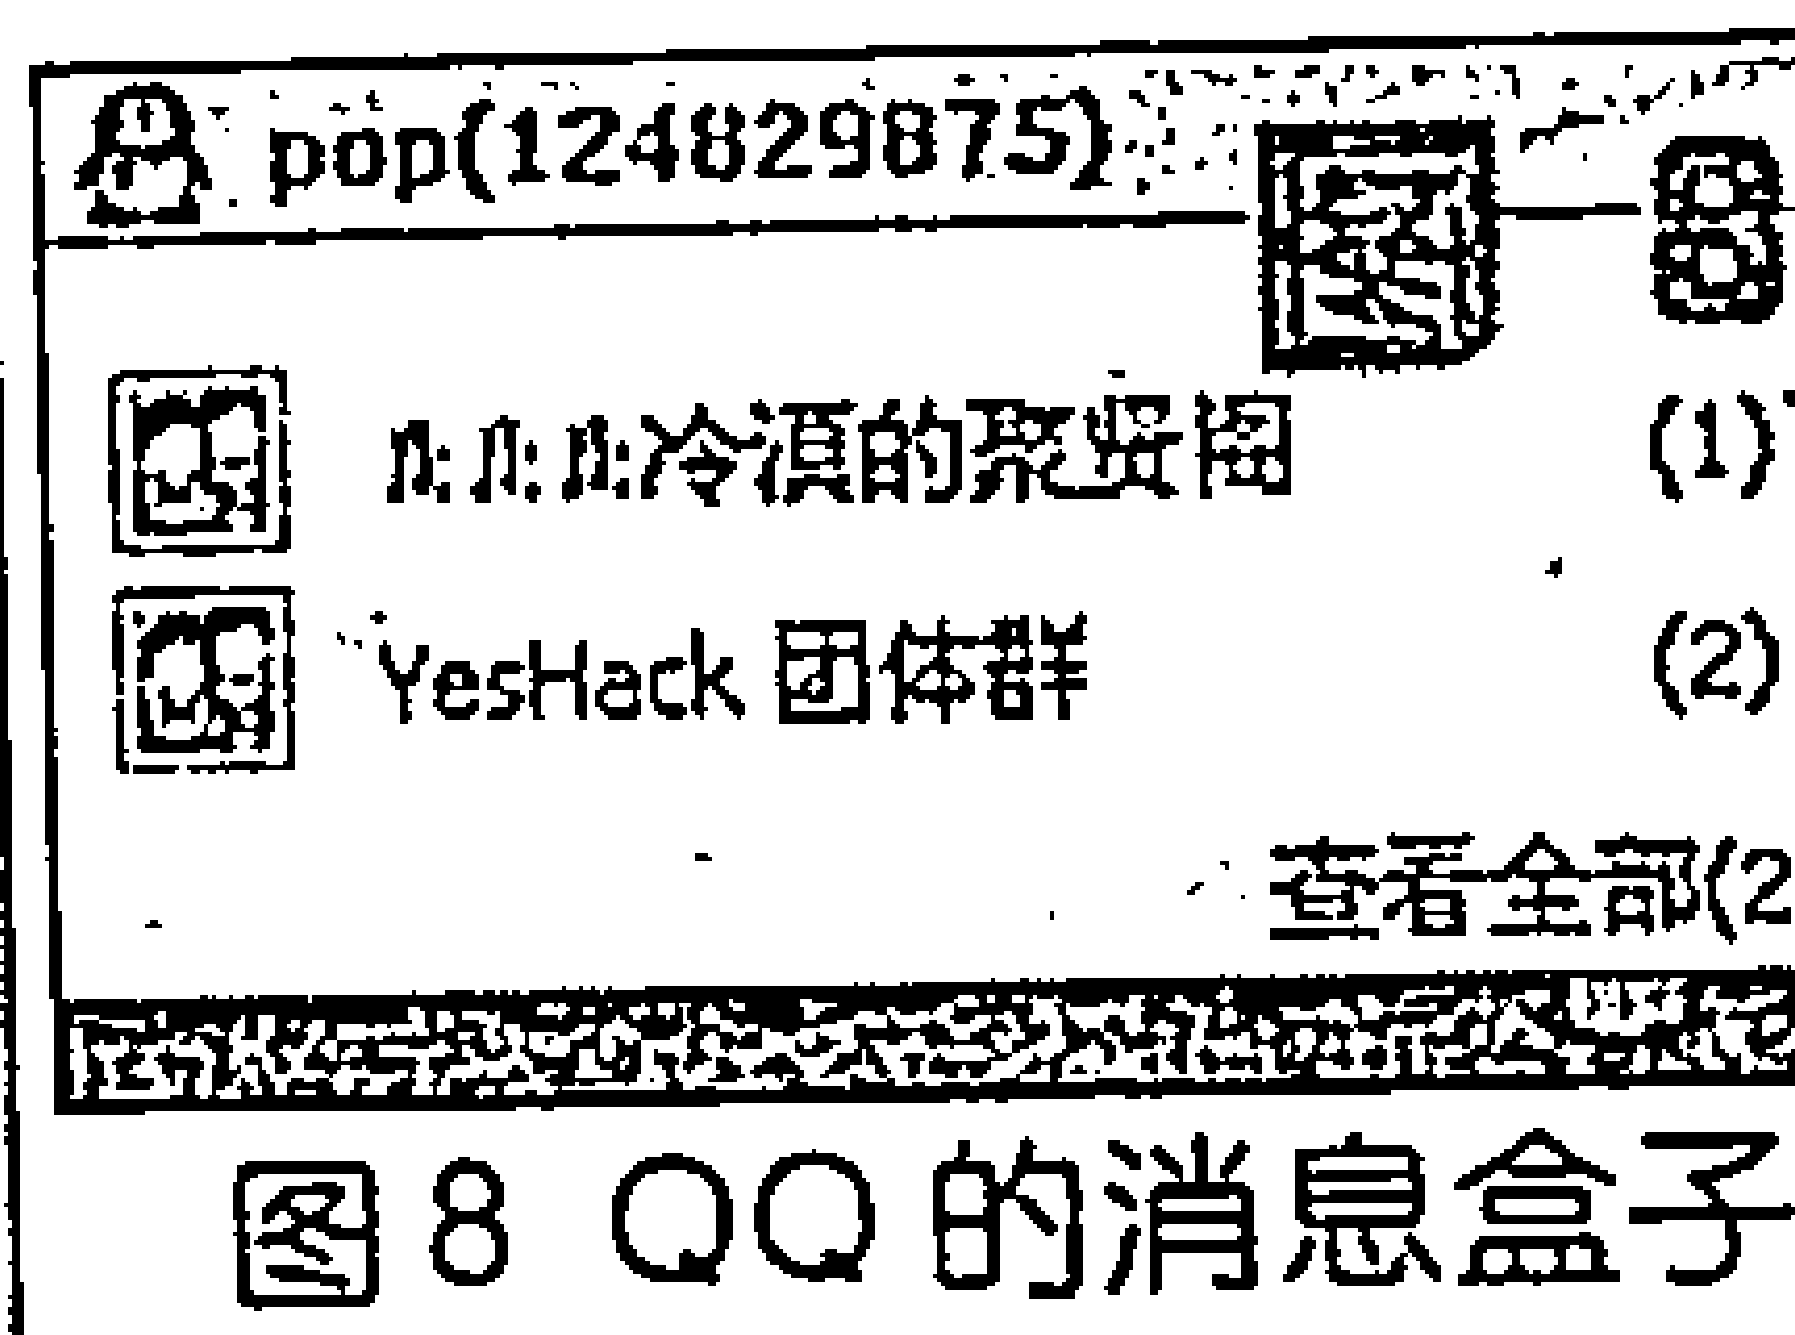 pop(124829875)
冷漠的聚贤阁 (1)
YesHack 团体群 (2)
查看全部(2
图8 QQ的消息盒子